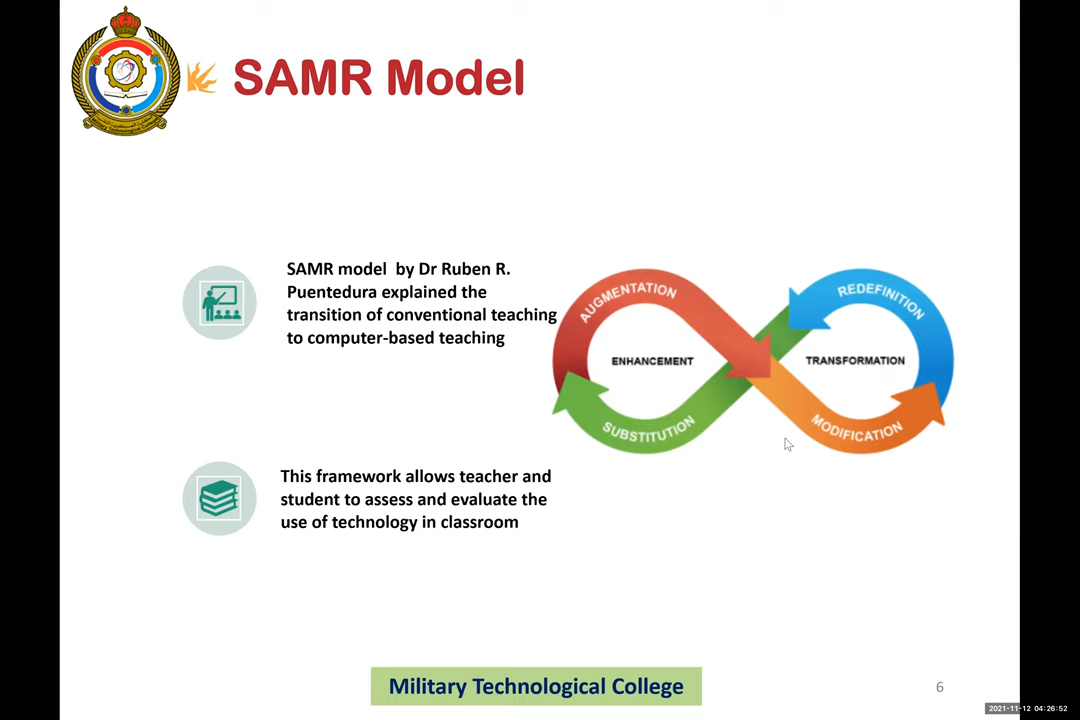 SAMR Model
SAMR model by Dr Ruben R.
Puentedura explained the
transition of conventional teaching
to computer-based teaching
AUGMENTATION
REDEFINITION
ENHANCEMENT
TRANSFORMATION
SUBSTITUTION
MODIFICATION
This framework allows teacher and
student to assess and evaluate the
use of technology in classroom
Military Technological College
6
2021-11-12 04:26:52